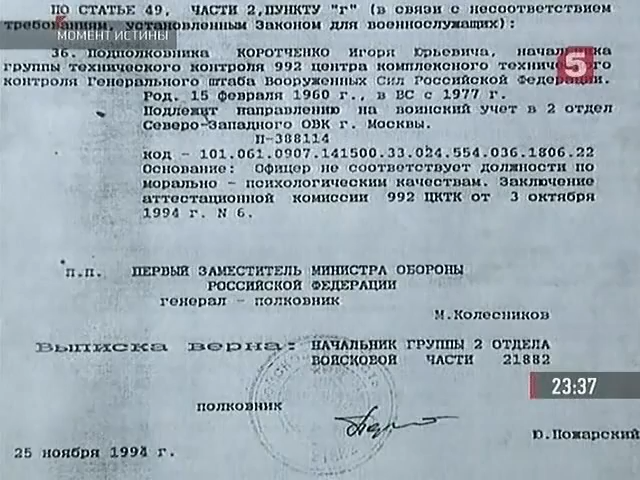 ПО СТАТЬЕ 49, ЧАСТИ 2, ПУНКТУ "г" (в связи с несоответствием
требованиям, установленным Законом для военнослужащих):
МОМЕНТ ИСТИНЫ
36. Подполковника КОРОТЧЕНКО Игоря Юрьевича, начальника
группы технического контроля 992 центра комплексного технического
5
контроля Генерального штаба Вооруженных Сил Российской Федерации.
Род. 15 февраля 1960 г., в ВС с 1977 г.
Подлежит направлению на воинский учет в 2 отдел
Северо-Западного ОВК г. Москвы.
П-388114
код - 101.061.0907.141500.33.024.554.036.1806.22
Основание: Офицер не соответствует должности по
морально - психологическим качествам. Заключение
аттестационной комиссии 992 ЦКТК от 3 октября
1994 г. N 6.
п.п. ПЕРВЫЙ ЗАМЕСТИТЕЛЬ МИНИСТРА ОБОРОНЫ
РОССИЙСКОЙ ФЕДЕРАЦИИ
генерал - полковник
М.Колесников
Выписка верна: НАЧАЛЬНИК ГРУППЫ 2 ОТДЕЛА
ВОЙСКОВОЙ ЧАСТИ 21882
23:37
полковник
Ю.Пожарский
25 ноября 1994 г.